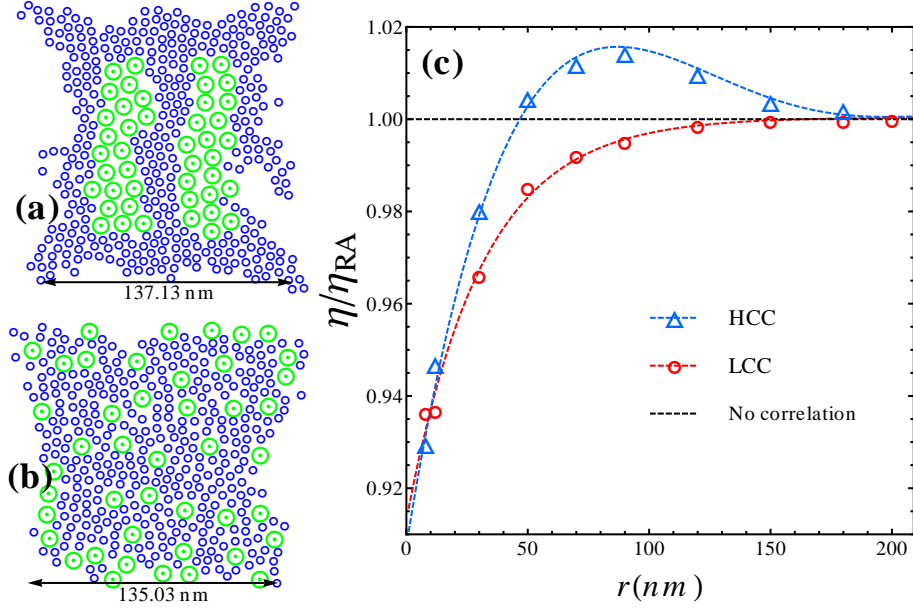 (a)
137.13 nm
(b)
135.03 nm
(c)
1.02
1.00
0.98
0.96
0.94
0.92
η/ηRA
HCC
LCC
No correlation
0 50 100 150 200
r(nm)